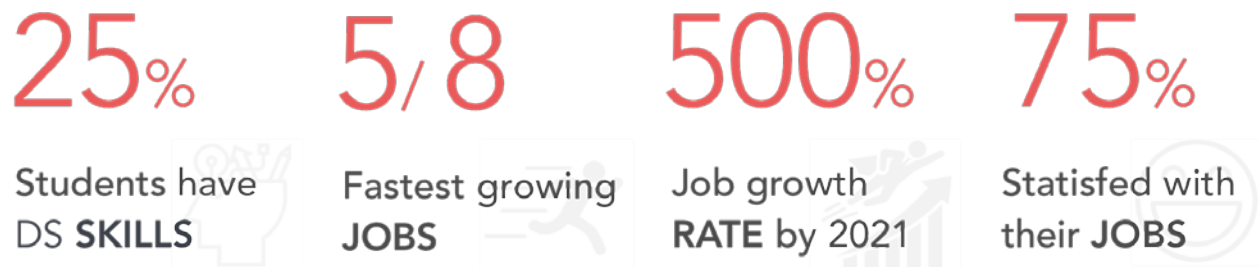 25%
Students have
DS SKILLS
5/8
Fastest growing
JOBS
500%
Job growth
RATE by 2021
75%
Statisfed with
their JOBS